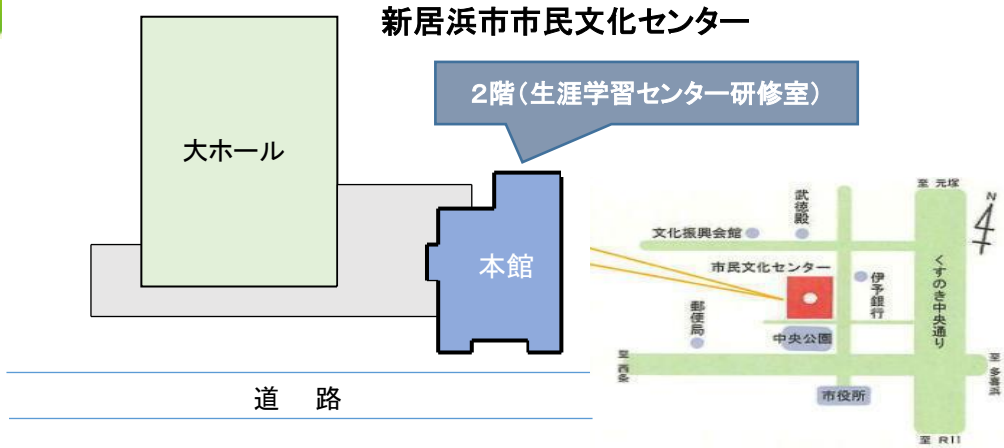 新居浜市市民文化センター
2階(生涯学習センター研修室)
大ホール
本館
道 路
至 元塚
N
武徳殿
文化振興会館
市民文化センター
伊予銀行
くすのき中央通り
郵便局
中央公園
至 西条
至 多喜浜
市役所
至 R11